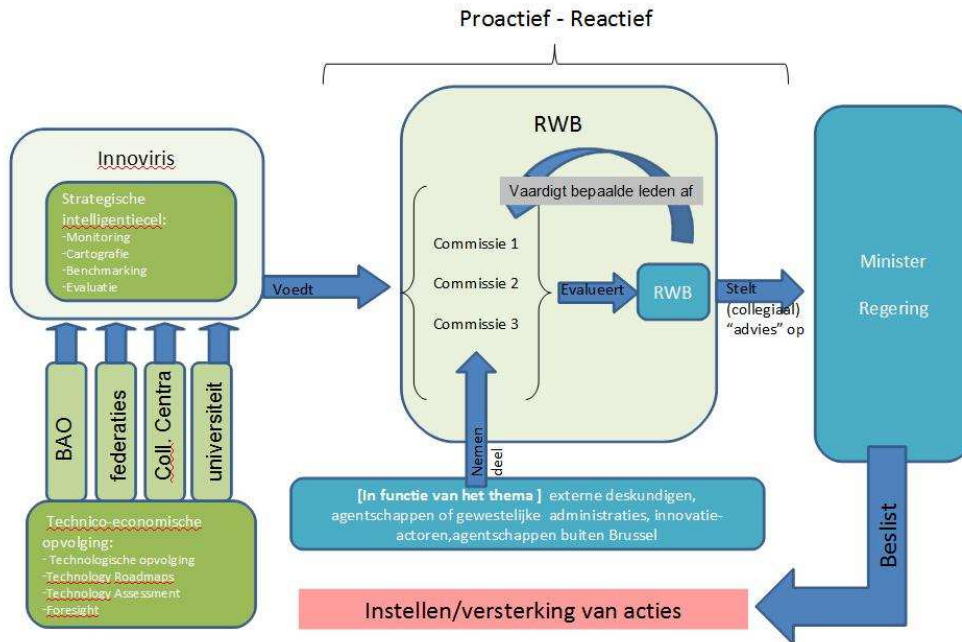 Proactief - Reactief
Innoviris
Strategische
intelligentiecel:
-Monitoring
-Cartografie
-Benchmarking
-Evaluatie
Voedt
BAO
federaties
Coll. Centra
universiteit
Technico-economische
opvolging:
- Technologische opvolging
-Technology Roadmaps
-Technology Assessment
-Foresight
RWB
Vaardigt bepaalde leden af
Commissie 1
Commissie 2
Commissie 3
Evalueert
RWB
Stelt
(collegiaal)
“advies” op
Nemen
deel
[In functie van het thema ] externe deskundigen,
agentschappen of gewestelijke administraties, innovatie-
actoren,agentschappen buiten Brussel
Minister
Regering
Beslist
Instellen/versterking van acties